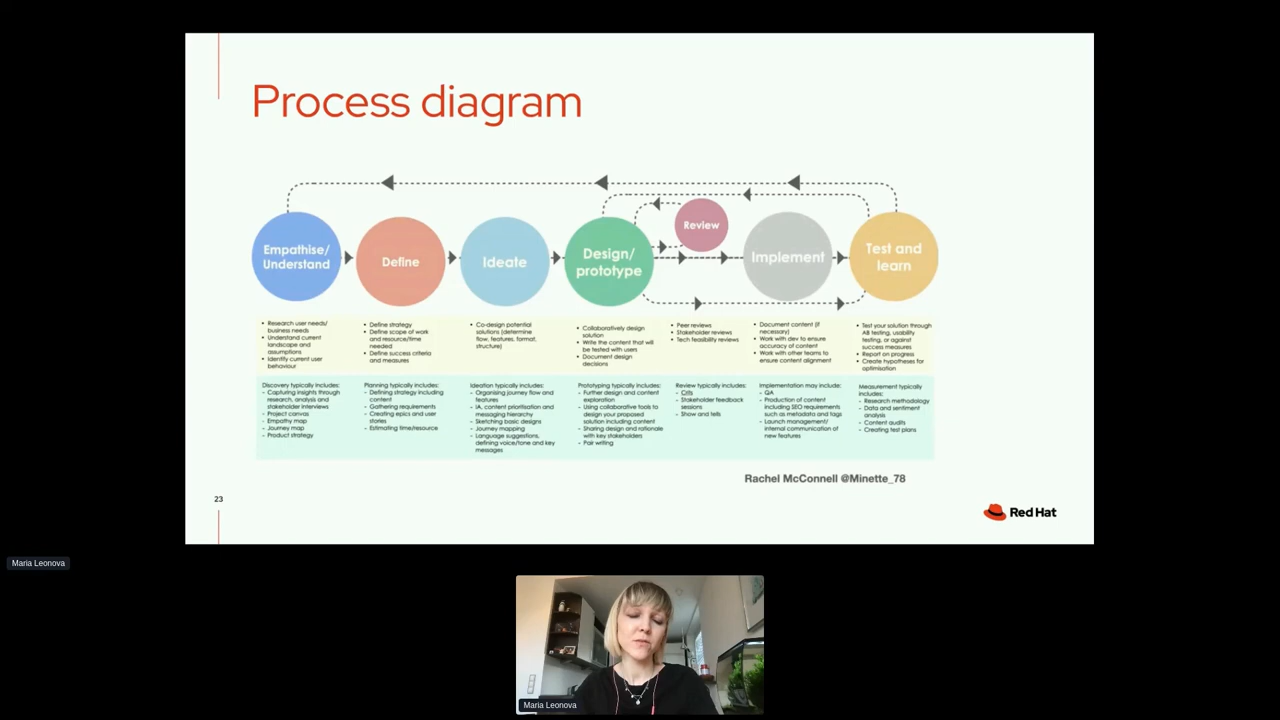 Process diagram
Empathise/
Understand
Define
Ideate
Design/
prototype
Review
Implement
Test and
learn
• Research user needs/
business needs
• Understand current
landscape and
assumptions
• Identify current user
behaviour
• Define strategy
• Define scope of work
and resource/time
needed
• Define success criteria
and measures
• Co-design potential
solutions (determine
flow, features, format,
structure)
• Collaboratively design
solution
• Write the content that will
be tested with users
• Document design
decisions
• Peer reviews
• Stakeholder reviews
• Tech feasibility reviews
• Document content (if
necessary)
• Work with dev to ensure
accuracy of content
• Work with other teams to
ensure content alignment
• Test your solution through
AB testing, usability
testing, or against
success measures
• Report on progress
• Create hypotheses for
optimisation
Discovery typically includes:
- Capturing insights through
research, analysis and
stakeholder interviews
- Project canvas
- Empathy map
- Journey map
- Product strategy
Planning typically includes:
- Defining strategy including
content
- Gathering requirements
- Creating epics and user
stories
- Estimating time/resource
Ideation typically includes:
- Organising journey flow and
features
- IA, content prioritisation and
messaging hierarchy
- Sketching basic designs
- Journey mapping
- Language suggestions,
defining voice/tone and key
messages
Prototyping typically includes:
- Further design and content
exploration
- Using collaborative tools to
design your proposed
solution including content
- Sharing design and rationale
with key stakeholders
- Pair writing
Review typically includes:
- Crits
- Stakeholder feedback
sessions
- Show and tells
Implementation may include:
- QA
- Production of content
including SEO requirements
such as metadata and tags
- Launch management/
internal communication of
new features
Measurement typically
includes:
- Research methodology
- Data and sentiment
analysis
- Content audits
- Creating test plans
Rachel McConnell @Minette_78
23
Red Hat
Maria Leonova
Maria Leonova